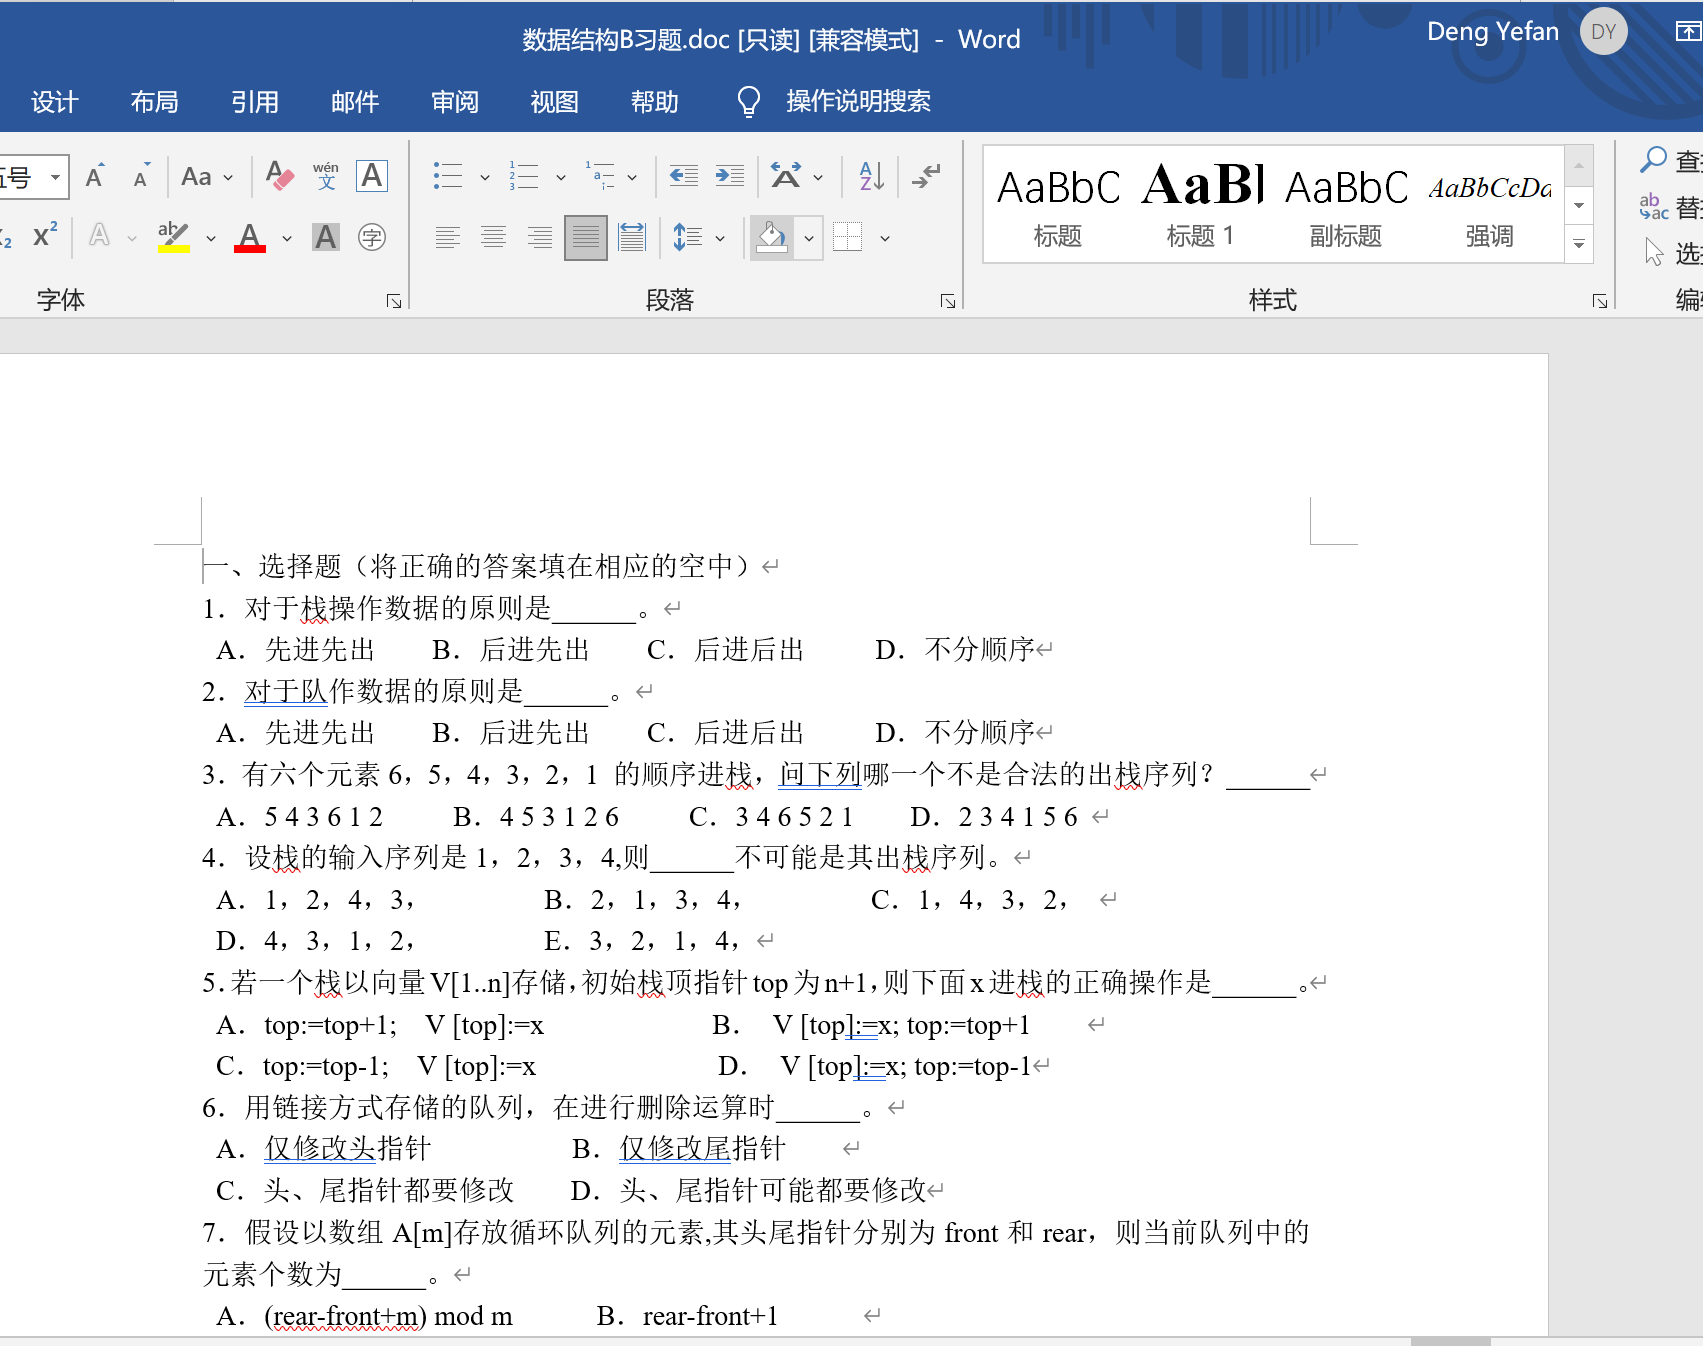 数据结构B习题.doc [只读] [兼容模式] - Word
Deng Yefan DY
设计 布局 引用 邮件 审阅 视图 帮助 操作说明搜索
五号 A A Aa A wén 文 A
X² A ab A A 字
AaBbC AaBl AaBbC AaBbCcDa
标题 标题 1 副标题 强调
字体 段落 样式
一、选择题（将正确的答案填在相应的空中）
1．对于栈操作数据的原则是______。
A．先进先出 B．后进先出 C．后进后出 D．不分顺序
2．对于队作数据的原则是______。
A．先进先出 B．后进先出 C．后进后出 D．不分顺序
3．有六个元素 6，5，4，3，2，1 的顺序进栈，问下列哪一个不是合法的出栈序列？______
A．5 4 3 6 1 2 B．4 5 3 1 2 6 C．3 4 6 5 2 1 D．2 3 4 1 5 6
4．设栈的输入序列是 1，2，3，4,则______不可能是其出栈序列。
A．1，2，4，3， B．2，1，3，4， C．1，4，3，2，
D．4，3，1，2， E．3，2，1，4，
5.若一个栈以向量 V[1..n]存储，初始栈顶指针 top 为 n+1，则下面 x 进栈的正确操作是______。
A．top:=top+1; V [top]:=x B． V [top]:=x; top:=top+1
C．top:=top-1; V [top]:=x D． V [top]:=x; top:=top-1
6．用链接方式存储的队列，在进行删除运算时______。
A．仅修改头指针 B．仅修改尾指针
C．头、尾指针都要修改 D．头、尾指针可能都要修改
7．假设以数组 A[m]存放循环队列的元素,其头尾指针分别为 front 和 rear，则当前队列中的
元素个数为______。
A．(rear-front+m) mod m B．rear-front+1